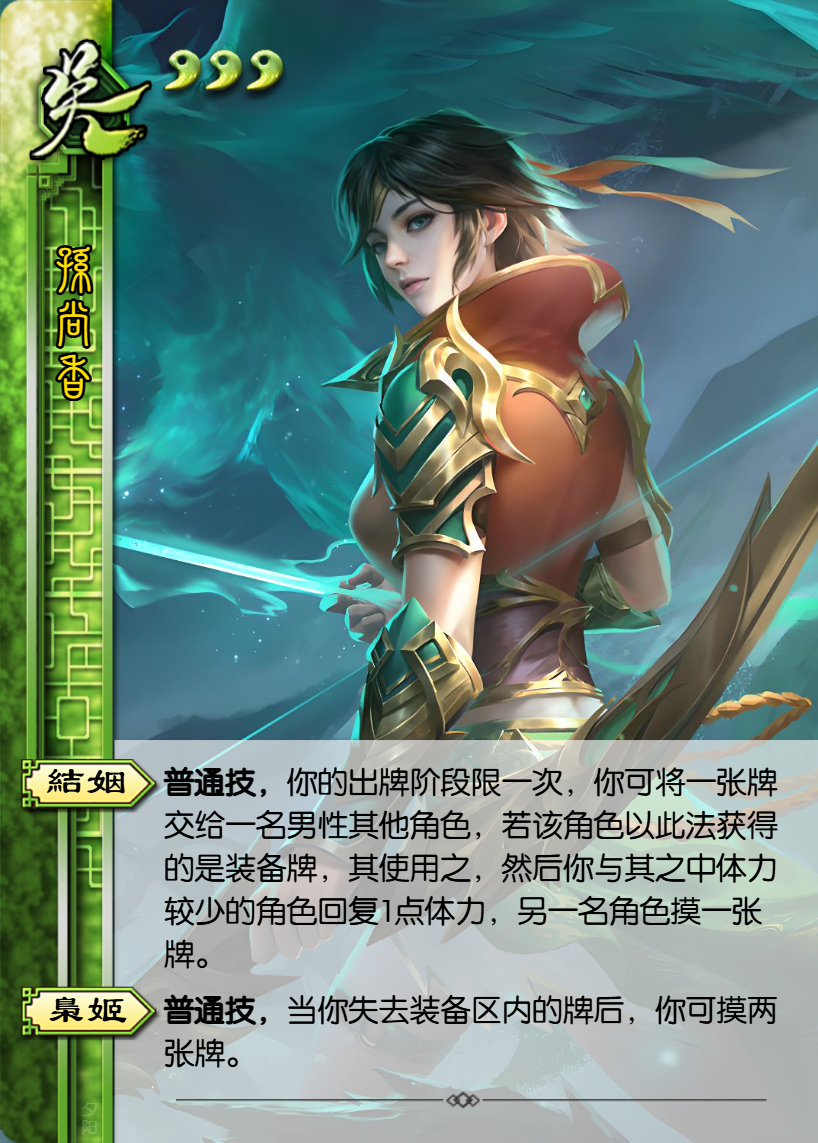 吴
孫尚香
結姻
普通技，你的出牌阶段限一次，你可将一张牌
交给一名男性其他角色，若该角色以此法获得
的是装备牌，其使用之，然后你与其之中体力
较少的角色回复1点体力，另一名角色摸一张
牌。
梟姬
普通技，当你失去装备区内的牌后，你可摸两
张牌。
夕阳